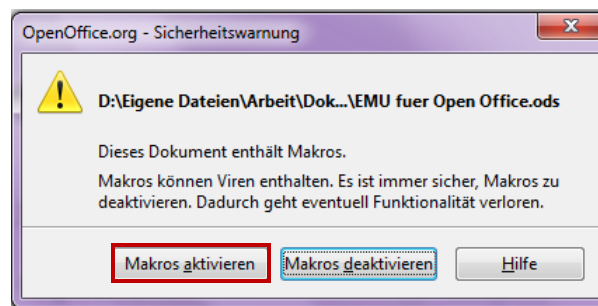 OpenOffice.org - Sicherheitswarnung
D:\Eigene Dateien\Arbeit\Dok...\EMU fuer Open Office.ods
Dieses Dokument enthält Makros.
Makros können Viren enthalten. Es ist immer sicher, Makros zu
deaktivieren. Dadurch geht eventuell Funktionalität verloren.
Makros aktivieren Makros deaktivieren Hilfe